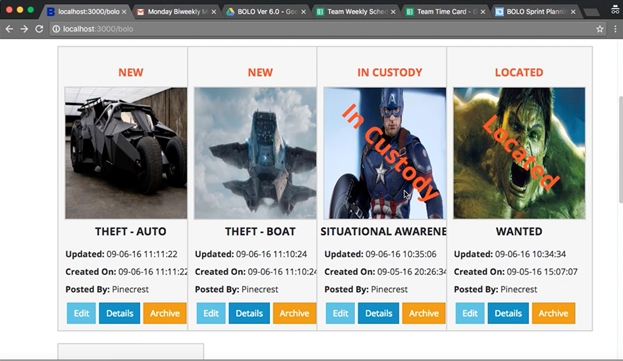 localhost:3000/bolo
Monday Biweekly M
BOLO Ver 6.0 - Goo
Team Weekly Sched
Team Time Card - G
BOLO Sprint Plannin
localhost:3000/bolo
NEW
THEFT - AUTO
Updated: 09-06-16 11:11:22
Created On: 09-06-16 11:11:22
Posted By: Pinecrest
Edit Details Archive
NEW
THEFT - BOAT
Updated: 09-06-16 11:10:24
Created On: 09-06-16 11:10:24
Posted By: Pinecrest
Edit Details Archive
IN CUSTODY
In Custody
SITUATIONAL AWARENE
Updated: 09-06-16 10:35:06
Created On: 09-05-16 20:26:34
Posted By: Pinecrest
Edit Details Archive
LOCATED
Located
WANTED
Updated: 09-06-16 10:34:34
Created On: 09-05-16 15:07:07
Posted By: Pinecrest
Edit Details Archive